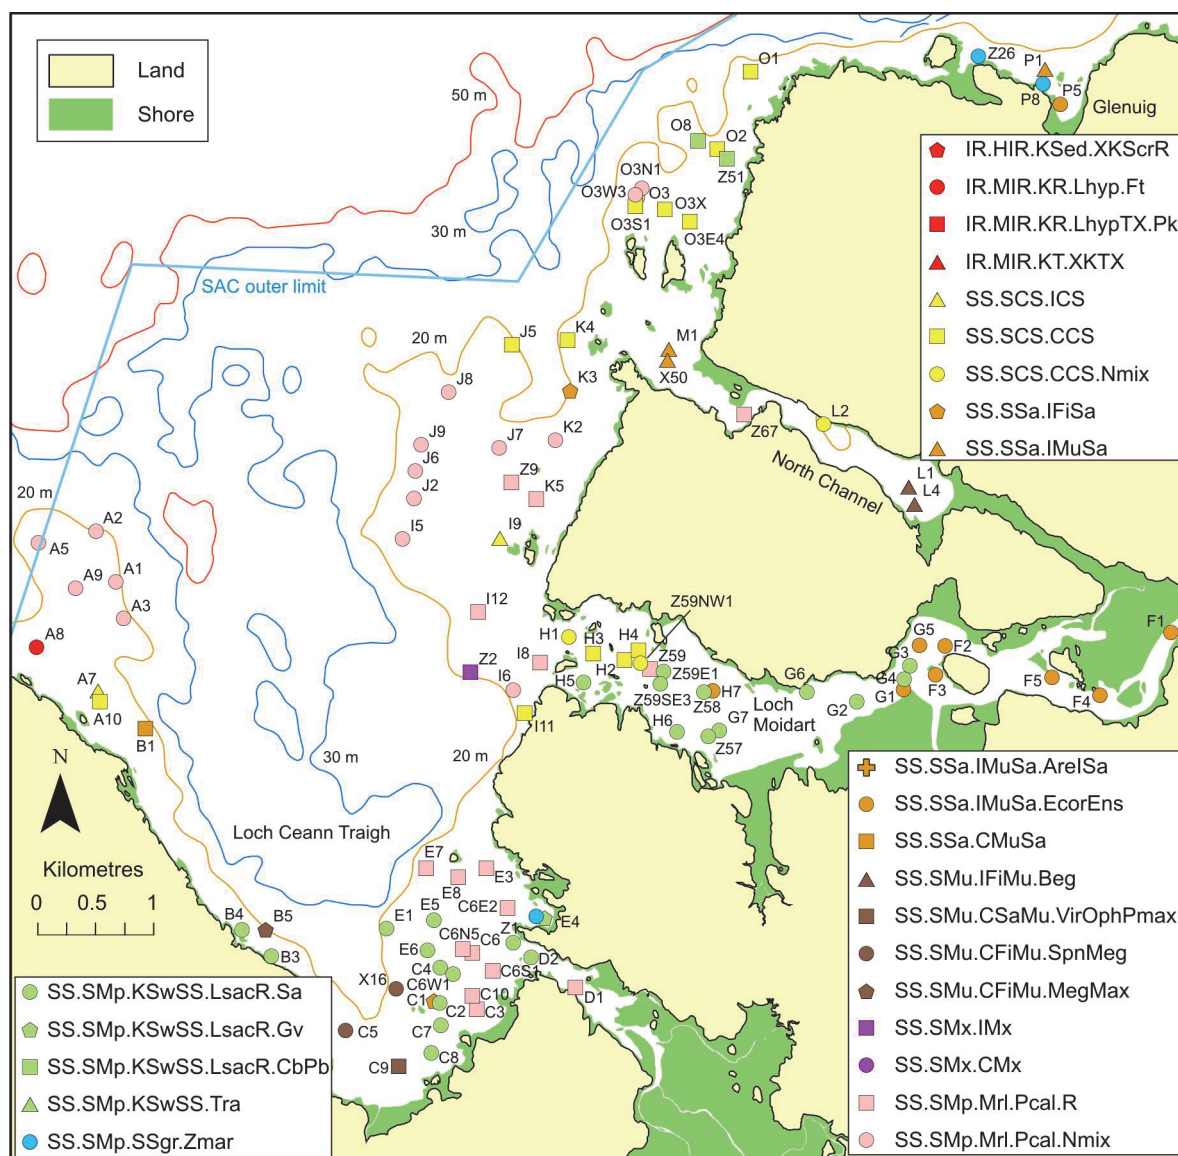 Land
Shore
50 m
O1
Z26
P1
P8
P5
Glenuig
O8
O2
Z51
O3N1
O3W3
O3
O3X
O3S1
O3E4
30 m
SAC outer limit
IR.HIR.KSed.XKScrR
IR.MIR.KR.Lhyp.Ft
IR.MIR.KR.LhypTX.Pk
IR.MIR.KT.XKTX
SS.SCS.ICS
SS.SCS.CCS
SS.SCS.CCS.Nmix
SS.SSa.IFiSa
SS.SSa.IMuSa
20 m
J5
K4
M1
X50
J8
K3
Z67
L2
J9
J7
K2
J6
Z9
J2
K5
North Channel
L1
L4
20 m
A2
A5
I5
I9
A9
A1
A3
I12
A8
H1
H3
H4
Z59NW1
Z59
G5
F2
F1
Z2
I8
H2
Z59E1
G6
G3
A7
I6
H5
Z59SE3
Z58
H7
G4
G1
F3
F5
F4
A10
I11
H6
G7
Loch
Moidart
G2
B1
Z57
30 m
20 m
N
Loch Ceann Traigh
Kilometres
0 0.5 1
E7
E8
E3
C6E2
B4
B5
E1
E5
C6N5
Z1
E4
B3
E6
C6
D2
X16
C4
C6S1
C6W1
C1
C10
D1
C2
C3
C5
C7
C8
C9
SS.SMp.KSwSS.LsacR.Sa
SS.SMp.KSwSS.LsacR.Gv
SS.SMp.KSwSS.LsacR.CbPb
SS.SMp.KSwSS.Tra
SS.SMp.SSgr.Zmar
SS.SSa.IMuSa.AreISa
SS.SSa.IMuSa.EcorEns
SS.SSa.CMuSa
SS.SMu.IFiMu.Beg
SS.SMu.CSaMu.VirOphPmax
SS.SMu.CFiMu.SpnMeg
SS.SMu.CFiMu.MegMax
SS.SMx.IMx
SS.SMx.CMx
SS.SMp.Mrl.Pcal.R
SS.SMp.Mrl.Pcal.Nmix